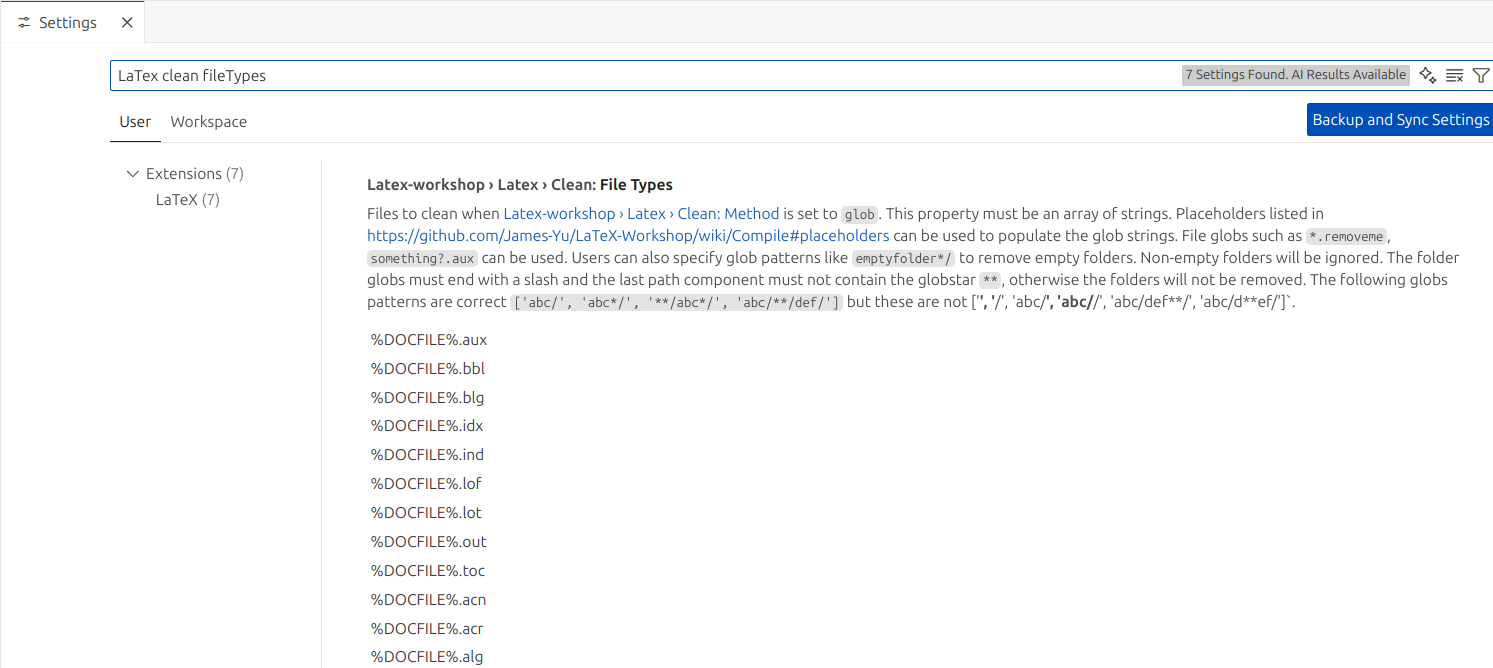 Settings
LaTex clean fileTypes
7 Settings Found. AI Results Available
User Workspace
Backup and Sync Settings
Extensions (7)
LaTeX (7)
Latex-workshop › Latex › Clean: File Types
Files to clean when Latex-workshop › Latex › Clean: Method is set to glob. This property must be an array of strings. Placeholders listed in
https://github.com/James-Yu/LaTeX-Workshop/wiki/Compile#placeholders can be used to populate the glob strings. File globs such as *.removeme,
something?.aux can be used. Users can also specify glob patterns like emptyfolder*/ to remove empty folders. Non-empty folders will be ignored. The folder
globs must end with a slash and the last path component must not contain the globstar **, otherwise the folders will not be removed. The following globs
patterns are correct ['abc/', 'abc*/', '**/abc*/', 'abc/**/def/'] but these are not ['', '/', 'abc/', 'abc//', 'abc/def**/', 'abc/d**ef/']`.
%DOCFILE%.aux
%DOCFILE%.bbl
%DOCFILE%.blg
%DOCFILE%.idx
%DOCFILE%.ind
%DOCFILE%.lof
%DOCFILE%.lot
%DOCFILE%.out
%DOCFILE%.toc
%DOCFILE%.acn
%DOCFILE%.acr
%DOCFILE%.alg